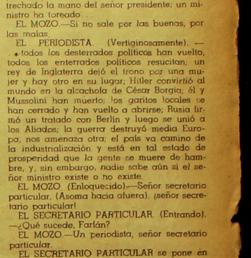 trechado la mano del señor presidente; un mi-
nistro ha toreado...
EL MOZO.—Si no sale por las buenas, por
las malas.
EL PERIODISTA (Vertiginosamente). —
todos los desterrados políticos han vuelto,
todos los enterrados políticos resucitan; un
rey de Inglaterra dejó el trono por una mu-
jer y hay otro en su lugar; Hitler convirtió al
mundo en la alcachofa de César Borgia; él y
Mussolini han muerto; los garitos locales se
han cerrado y han vuelto a abrirse; Rusia fir-
mó un tratado con Berlín y luego se unió a
los Aliados; la guerra destruyó media Euro-
pa, nos amenaza otra; el país va camino de
la industrialización y está en tal estado de
prosperidad que la gente se muere de ham-
bre, y, sin embargo, nadie sabe aún si el se-
ñor ministro existe o no existe.
EL MOZO. (Enloquecido)—Señor secretario
particular. (Asoma hacia afuera). ¡señor secre-
tario particular!
EL SECRETARIO PARTICULAR (Entrando).
—¿Qué sucede, Farfán?
EL MOZO.—Un periodista, señor secretario
particular.
EL SECRETARIO PARTICULAR se pone en